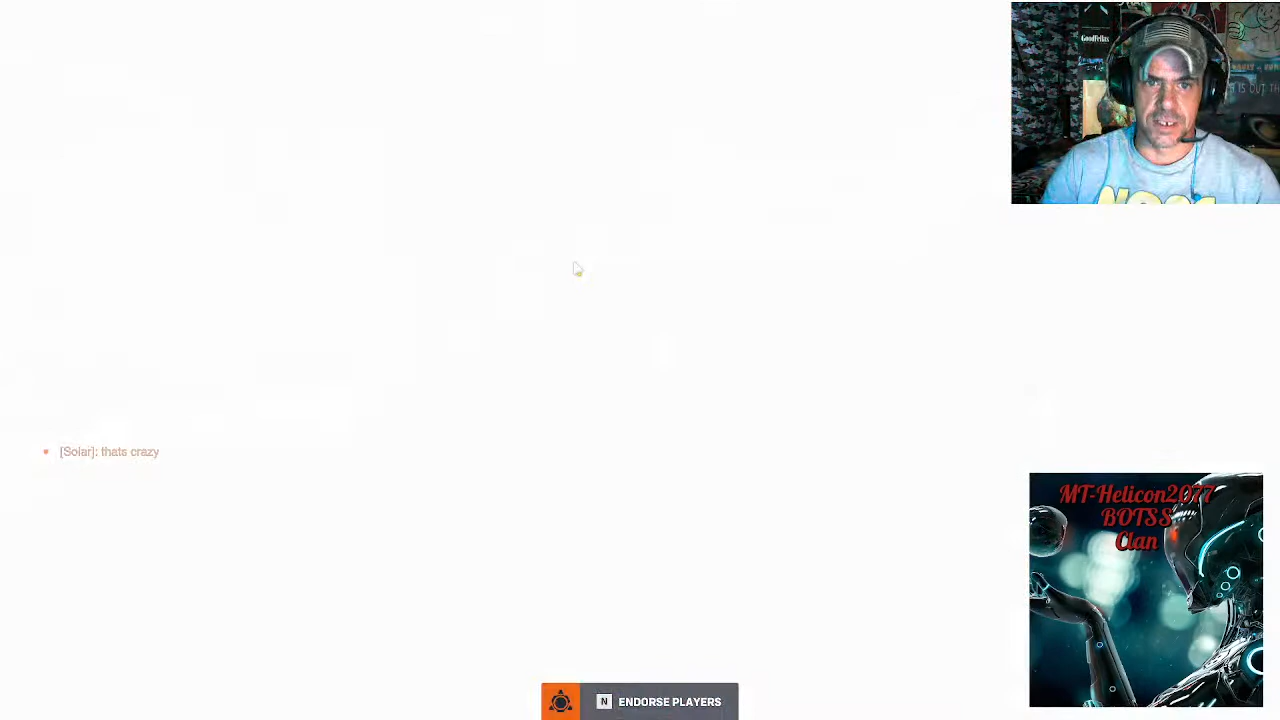 GoodFellas
[Solar]: thats crazy
MT-Helicon2077
BOTSS
Clan
N ENDORSE PLAYERS